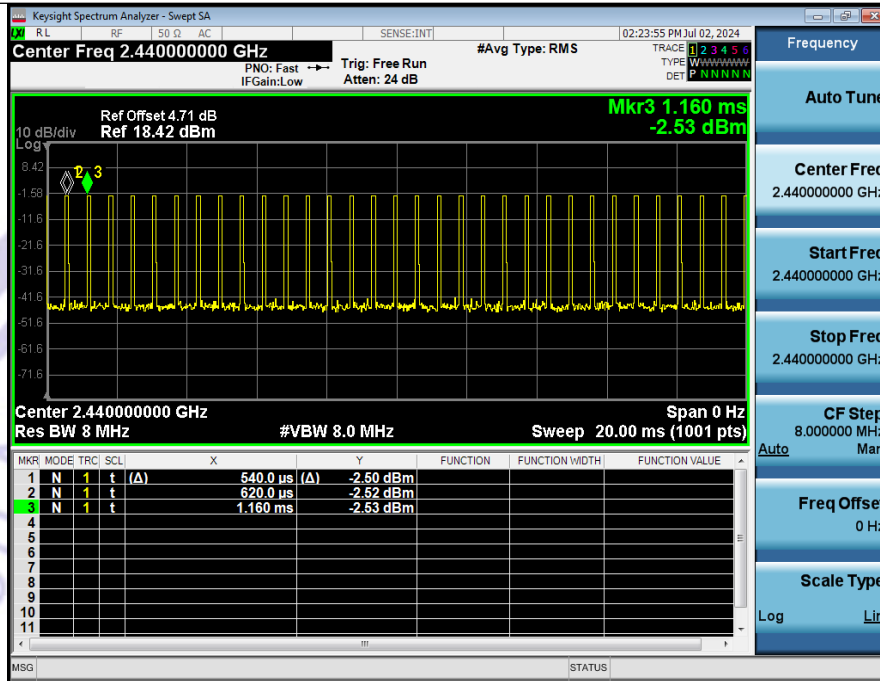 Keysight Spectrum Analyzer - Swept SA
LXI RL RF 50 Ω AC SENSE:INT 02:23:55 PM Jul 02, 2024
Center Freq 2.440000000 GHz #Avg Type: RMS TRACE 1 2 3 4 5 6
PNO: Fast Trig: Free Run TYPE WWWWWW
IFGain:Low Atten: 24 dB DET P N N N N N
Mkr3 1.160 ms
-2.53 dBm
Ref Offset 4.71 dB
10 dB/div Ref 18.42 dBm
Log
8.42
-1.58
-11.6
-21.6
-31.6
-41.6
-51.6
-61.6
-71.6
2 3
Center 2.440000000 GHz Span 0 Hz
Res BW 8 MHz #VBW 8.0 MHz Sweep 20.00 ms (1001 pts)
MKR MODE TRC SCL X Y FUNCTION FUNCTION WIDTH FUNCTION VALUE
1 N 1 t (Δ) 540.0 µs (Δ) -2.50 dBm
2 N 1 t 620.0 µs -2.52 dBm
3 N 1 t 1.160 ms -2.53 dBm
4
5
6
7
8
9
10
11
MSG STATUS
Frequency
Auto Tune
Center Freq
2.440000000 GHz
Start Freq
2.440000000 GHz
Stop Freq
2.440000000 GHz
CF Step
8.000000 MHz
Auto Man
Freq Offset
0 Hz
Scale Type
Log Lin